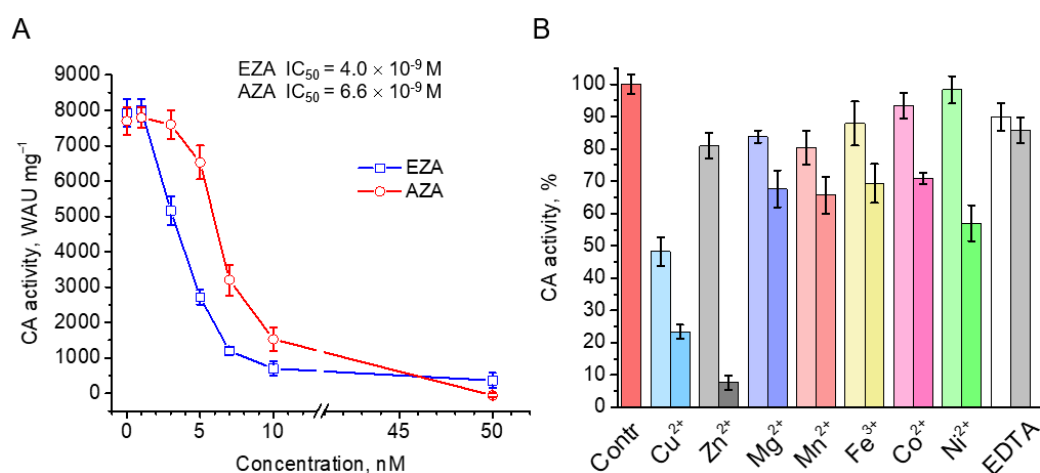 A
EZA IC₅₀ = 4.0 × 10⁻⁹ M
AZA IC₅₀ = 6.6 × 10⁻⁹ M
EZA
AZA
CA activity, WAU mg⁻¹
9000
8000
7000
6000
5000
4000
3000
2000
1000
0
0 5 10 45 50
Concentration, nM
B
CA activity, %
100
90
80
70
60
50
40
30
20
10
0
Contr Cu²⁺ Zn²⁺ Mg²⁺ Mn²⁺ Fe³⁺ Co²⁺ Ni²⁺ EDTA